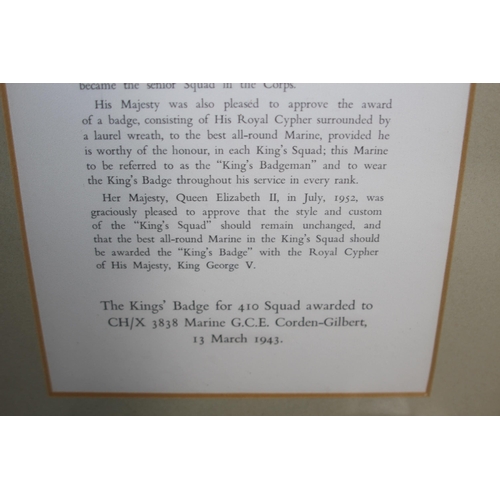 became the senior Squad in the Corps.
His Majesty was also pleased to approve the award
of a badge, consisting of His Royal Cypher surrounded by
a laurel wreath, to the best all-round Marine, provided he
is worthy of the honour, in each King's Squad; this Marine
to be referred to as the "King's Badgeman" and to wear
the King's Badge throughout his service in every rank.
Her Majesty, Queen Elizabeth II, in July, 1952, was
graciously pleased to approve that the style and custom
of the "King's Squad" should remain unchanged, and
that the best all-round Marine in the King's Squad should
be awarded the "King's Badge" with the Royal Cypher
of His Majesty, King George V.
The Kings' Badge for 410 Squad awarded to
CH/X 3838 Marine G.C.E. Corden-Gilbert,
13 March 1943.